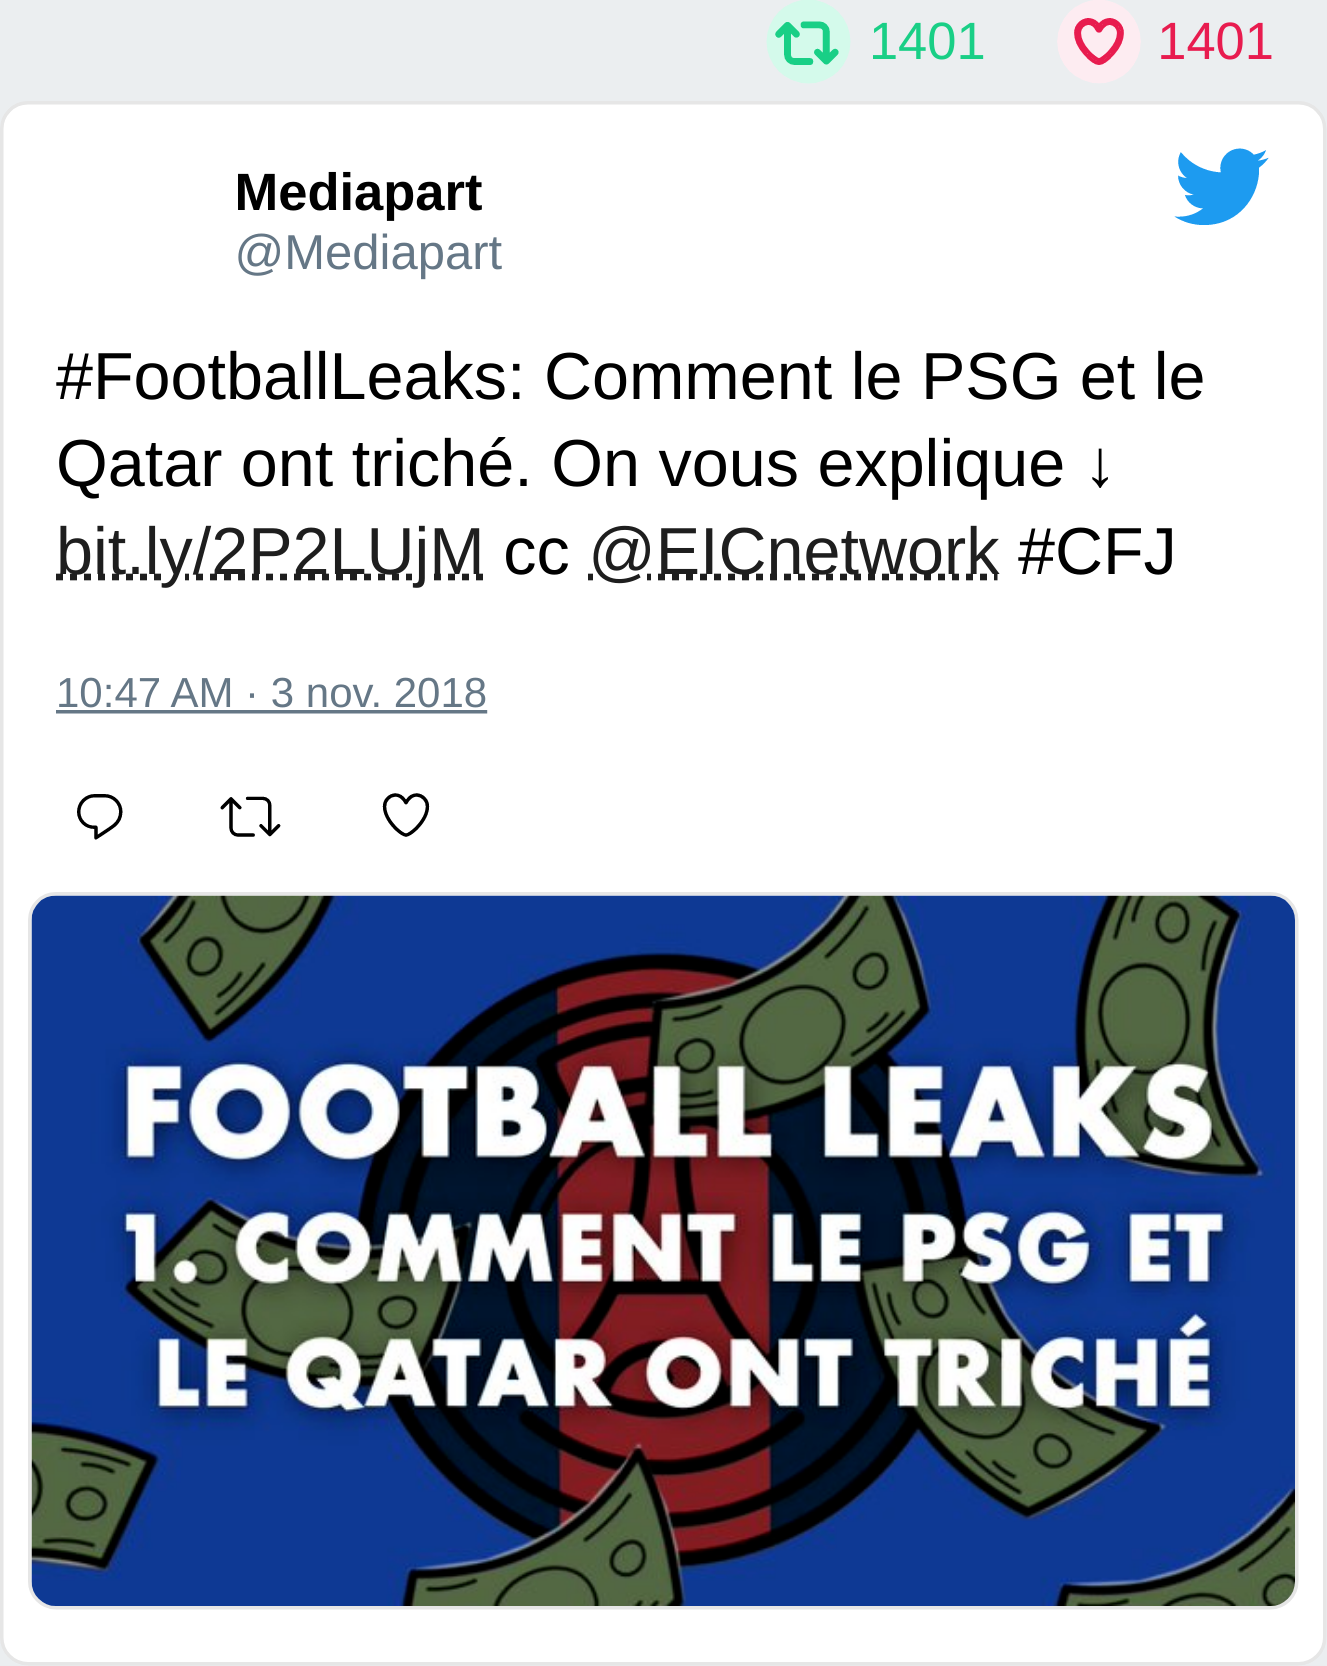 1401 1401
Mediapart
@Mediapart
#FootballLeaks: Comment le PSG et le
Qatar ont triché. On vous explique ↓
bit.ly/2P2LUjM cc @EICnetwork #CFJ
10:47 AM · 3 nov. 2018
FOOTBALL LEAKS
1. COMMENT LE PSG ET
LE QATAR ONT TRICHÉ